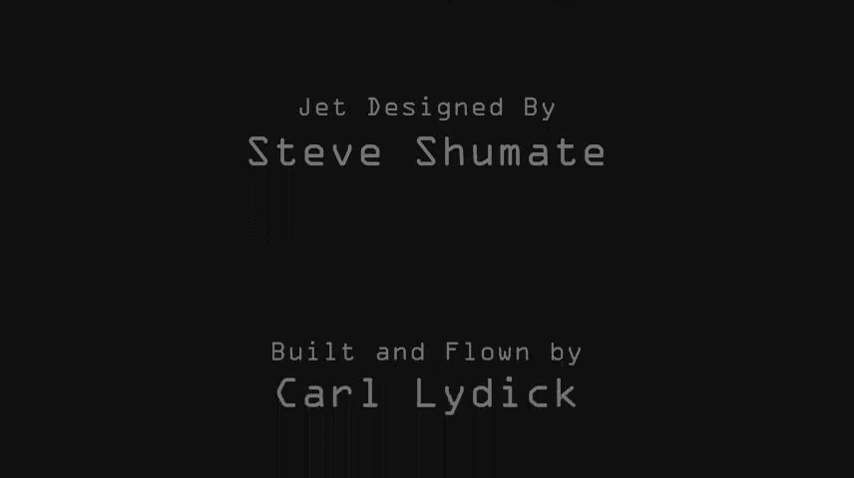 Jet Designed By
Steve Shumate
Built and Flown by
Carl Lydick